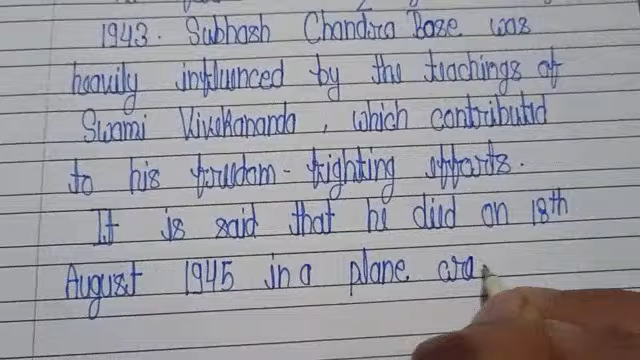 1943. Subhash Chandra Bose was
heavily influenced by the teachings of
Swami Vivekananda, which contributed
to his freedom-fighting efforts.
It is said that he died on 18th
August 1945 in a plane cra